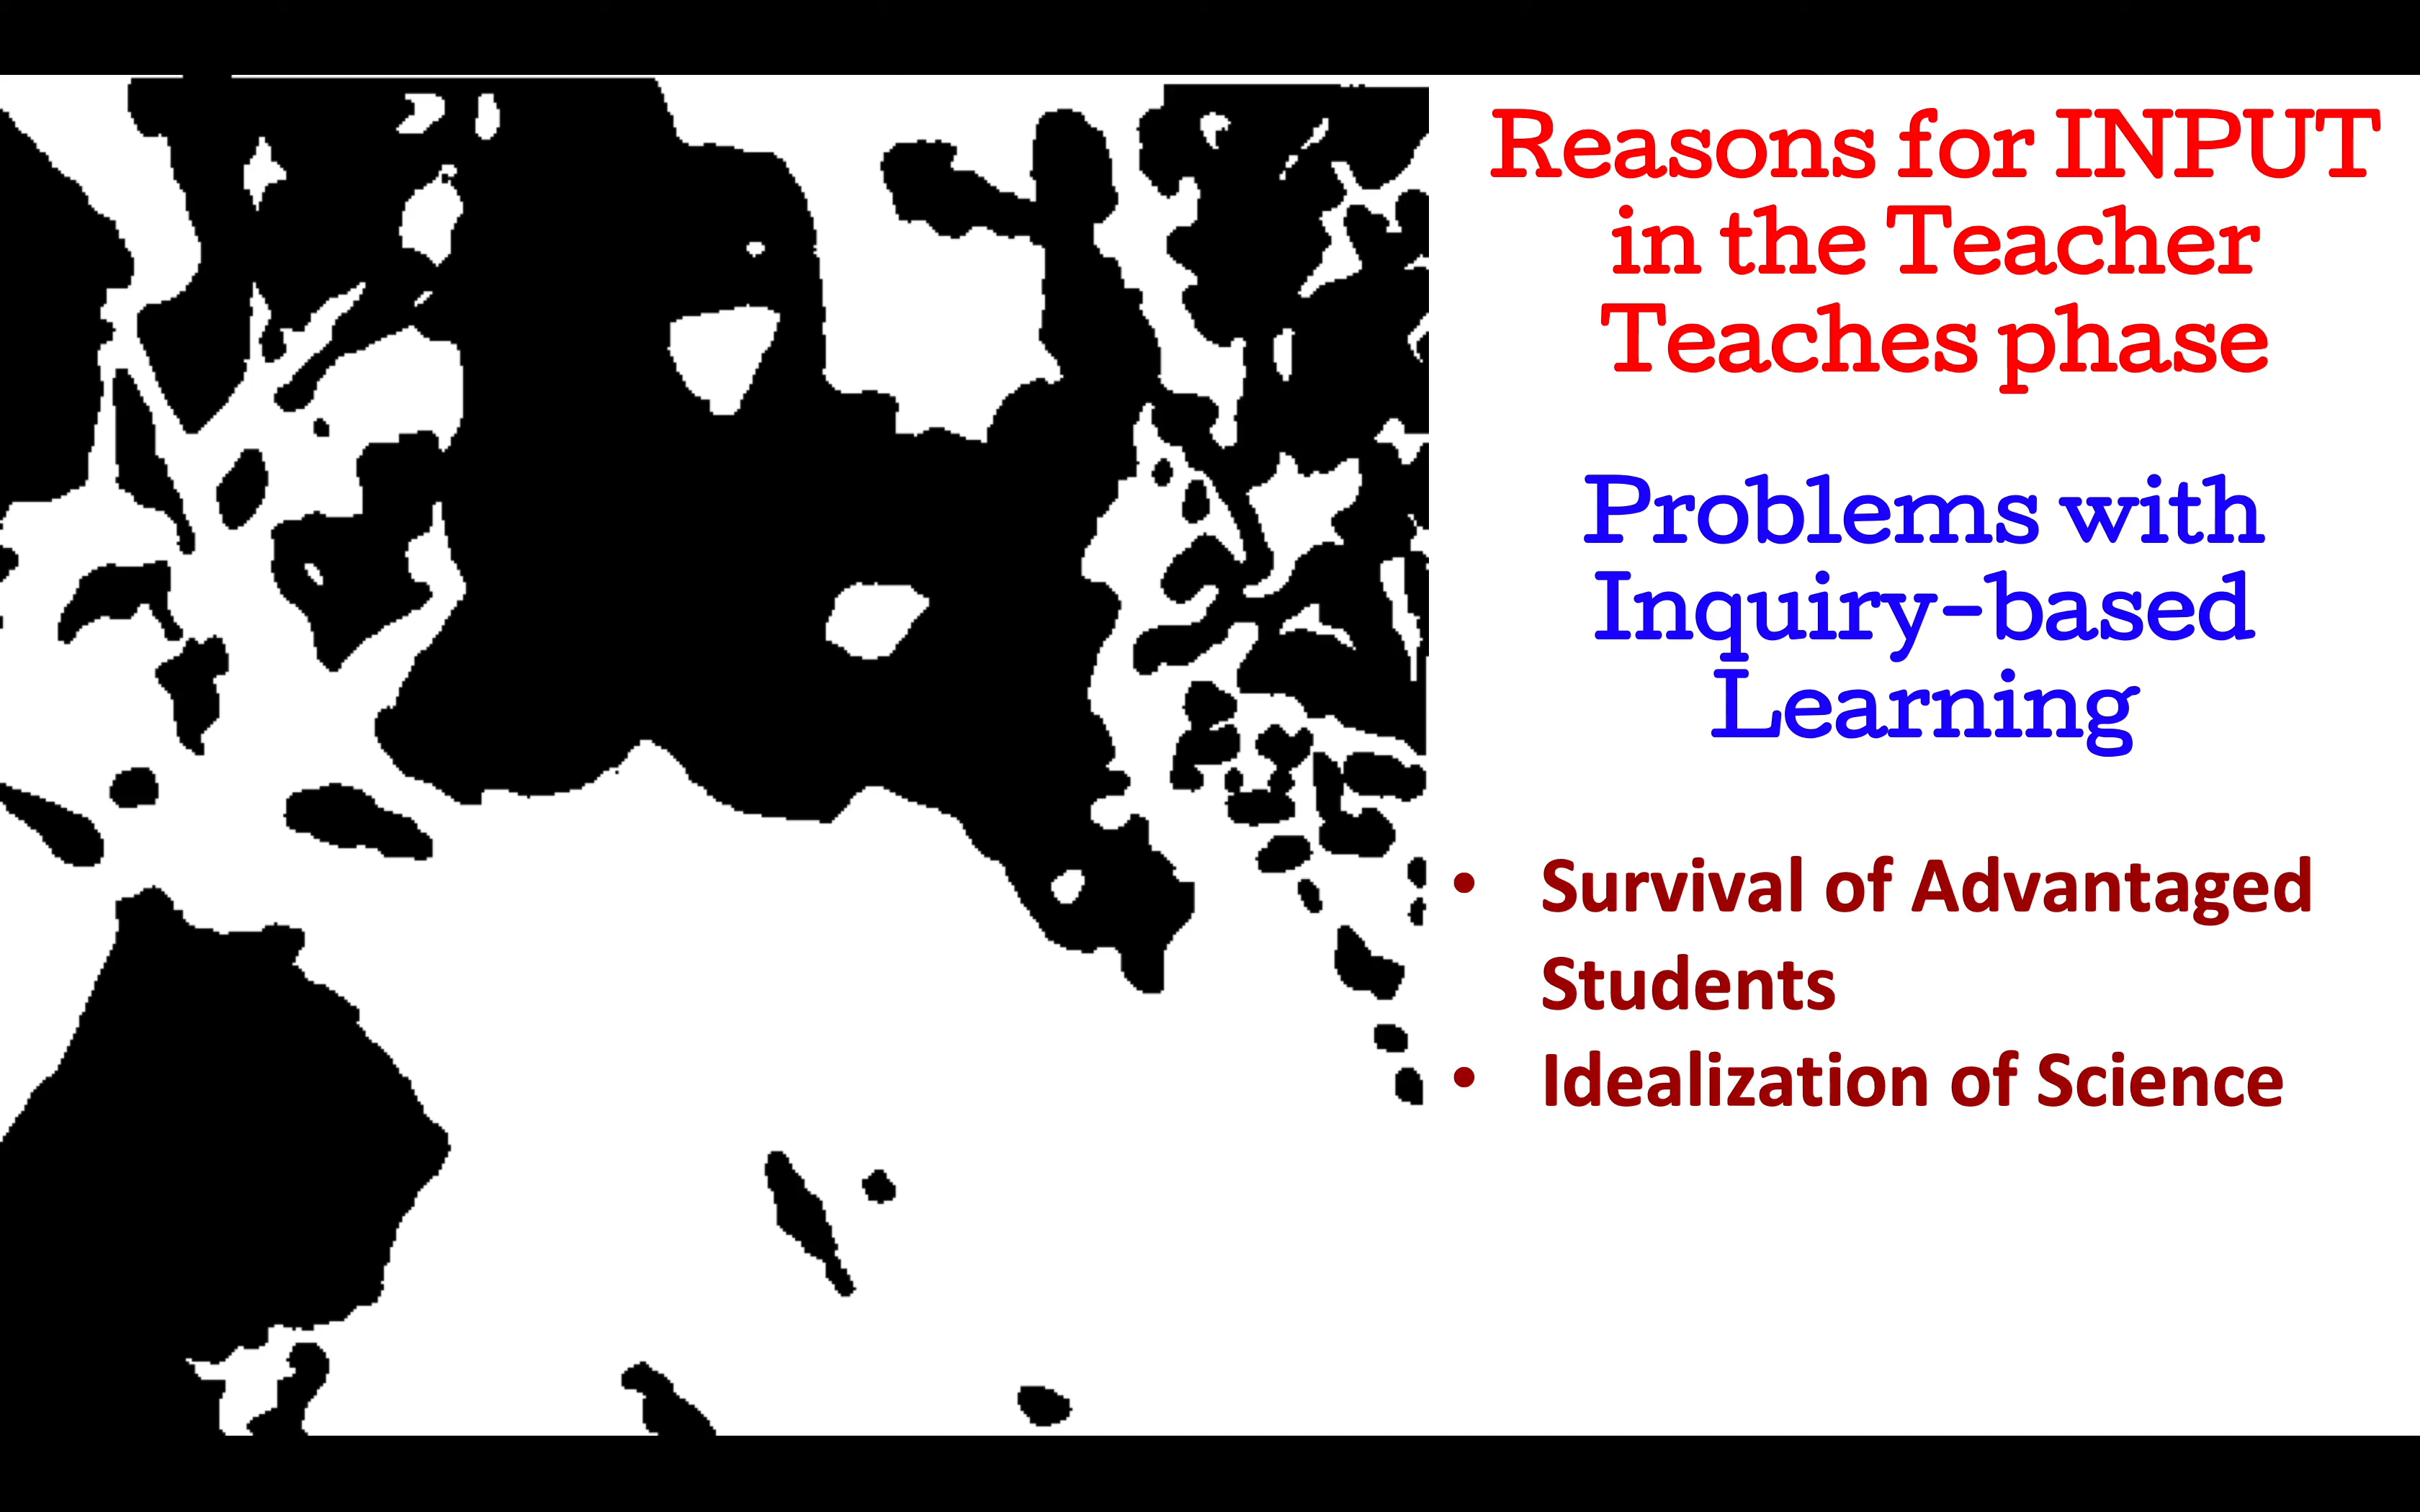 Reasons for INPUT
in the Teacher
Teaches phase
Problems with
Inquiry-based
Learning
• Survival of Advantaged
Students
• Idealization of Science